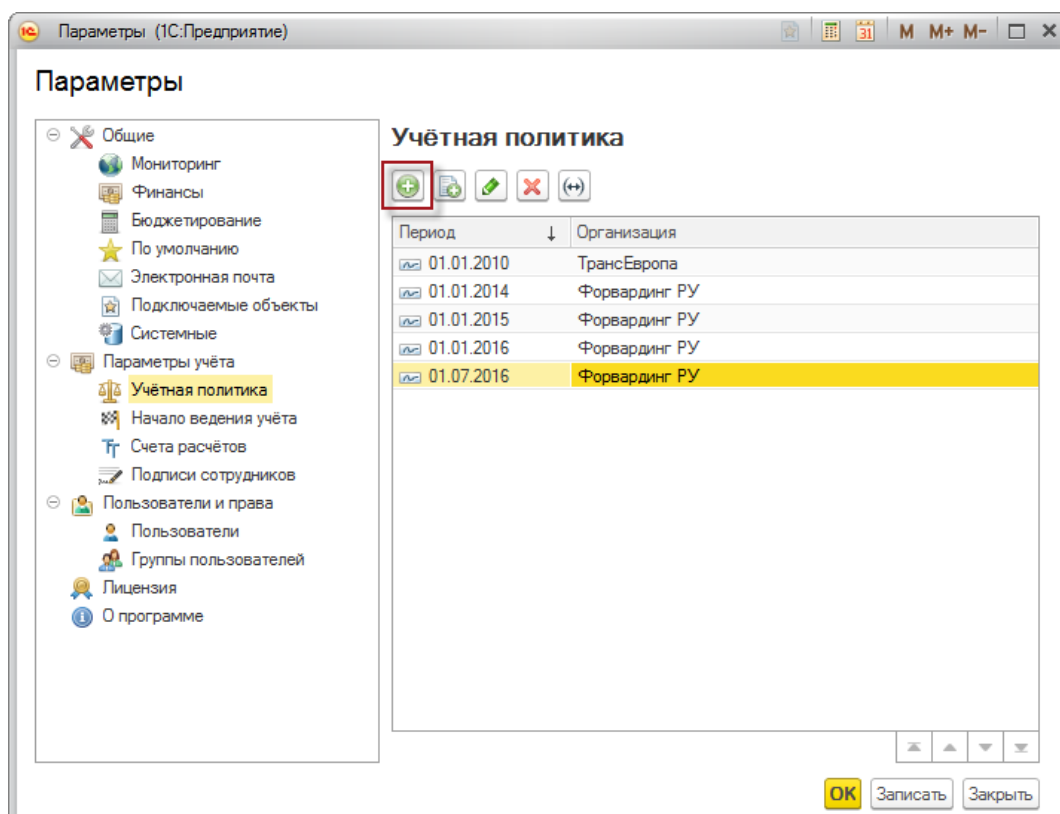 Параметры (1С:Предприятие)
31 M M+ M-
Параметры
Общие
Мониторинг
Финансы
Бюджетирование
По умолчанию
Электронная почта
Подключаемые объекты
Системные
Параметры учёта
Учётная политика
Начало ведения учёта
Счета расчётов
Подписи сотрудников
Пользователи и права
Пользователи
Группы пользователей
Лицензия
О программе
Учётная политика
Период ↓ Организация
01.01.2010 ТрансЕвропа
01.01.2014 Форвардинг РУ
01.01.2015 Форвардинг РУ
01.01.2016 Форвардинг РУ
01.07.2016 Форвардинг РУ
OK Записать Закрыть